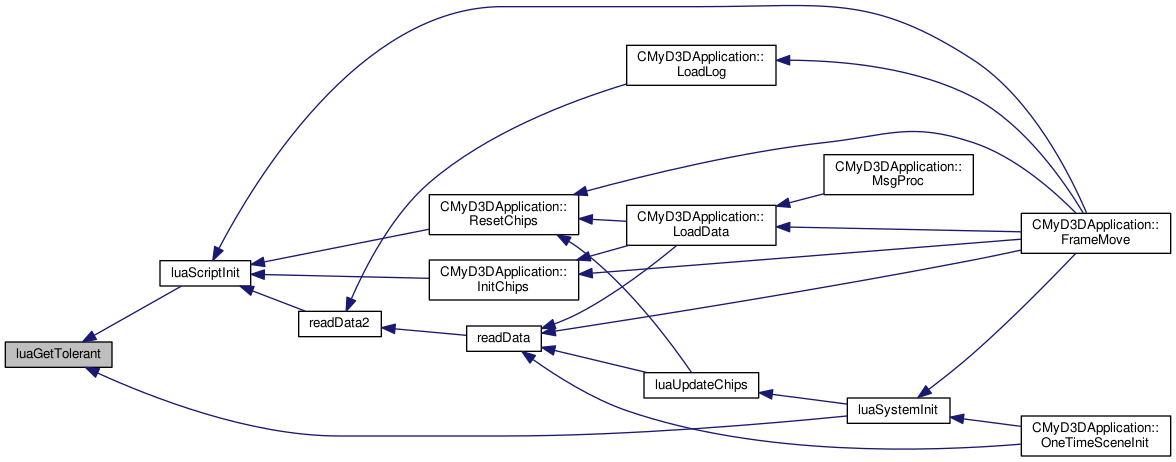 CMyD3DApplication::
LoadLog
CMyD3DApplication::
MsgProc
CMyD3DApplication::
ResetChips
CMyD3DApplication::
LoadData
CMyD3DApplication::
FrameMove
luaScriptInit
CMyD3DApplication::
InitChips
readData2
readData
luaGetTolerant
luaUpdateChips
luaSystemInit
CMyD3DApplication::
OneTimeSceneInit